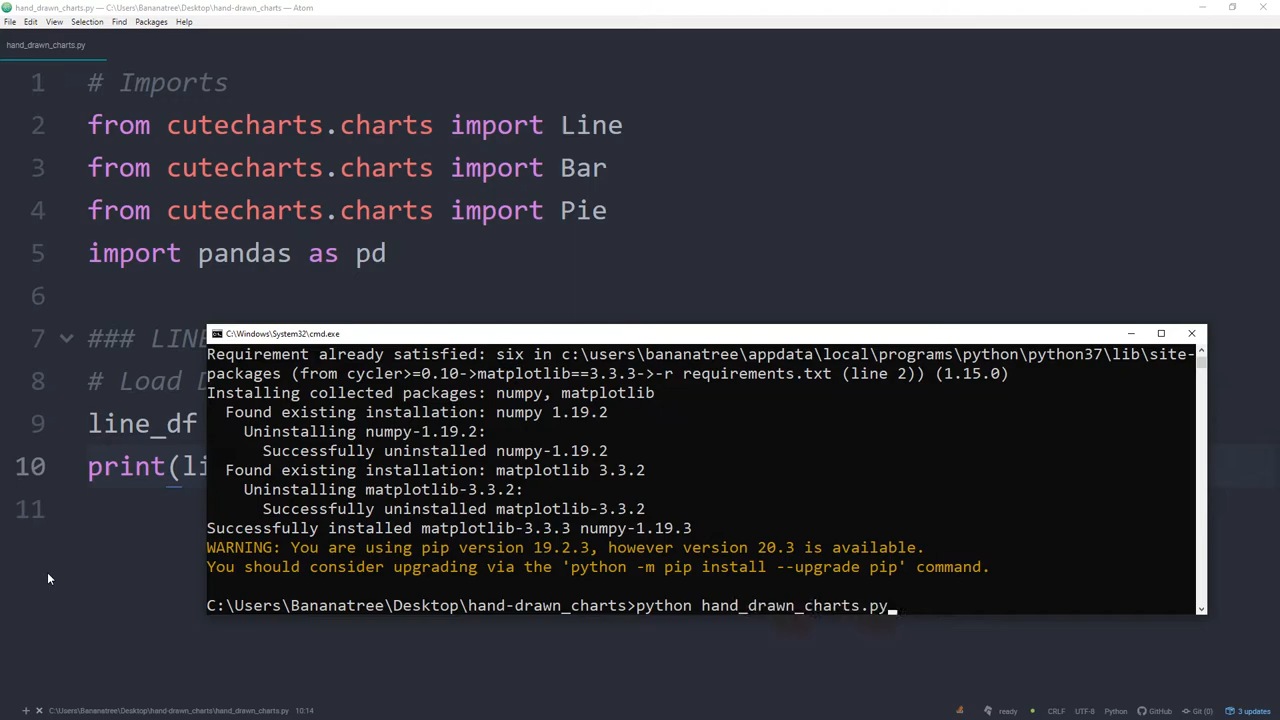 hand_drawn_charts.py — C:\Users\Bananatree\Desktop\hand-drawn_charts — Atom
File Edit View Selection Find Packages Help
hand_drawn_charts.py
1 # Imports
2 from cutecharts.charts import Line
3 from cutecharts.charts import Bar
4 from cutecharts.charts import Pie
5 import pandas as pd
6
7 ### LINE
8 # Load D
9 line_df
10 print(li
11
C:\Windows\System32\cmd.exe
Requirement already satisfied: six in c:\users\bananatree\appdata\local\programs\python\python37\lib\site-
packages (from cycler>=0.10->matplotlib==3.3.3->-r requirements.txt (line 2)) (1.15.0)
Installing collected packages: numpy, matplotlib
Found existing installation: numpy 1.19.2
Uninstalling numpy-1.19.2:
Successfully uninstalled numpy-1.19.2
Found existing installation: matplotlib 3.3.2
Uninstalling matplotlib-3.3.2:
Successfully uninstalled matplotlib-3.3.2
Successfully installed matplotlib-3.3.3 numpy-1.19.3
WARNING: You are using pip version 19.2.3, however version 20.3 is available.
You should consider upgrading via the 'python -m pip install --upgrade pip' command.
C:\Users\Bananatree\Desktop\hand-drawn_charts>python hand_drawn_charts.py
C:\Users\Bananatree\Desktop\hand-drawn_charts\hand_drawn_charts.py 10:14 ready CRLF UTF-8 Python GitHub Git (0) 3 updates